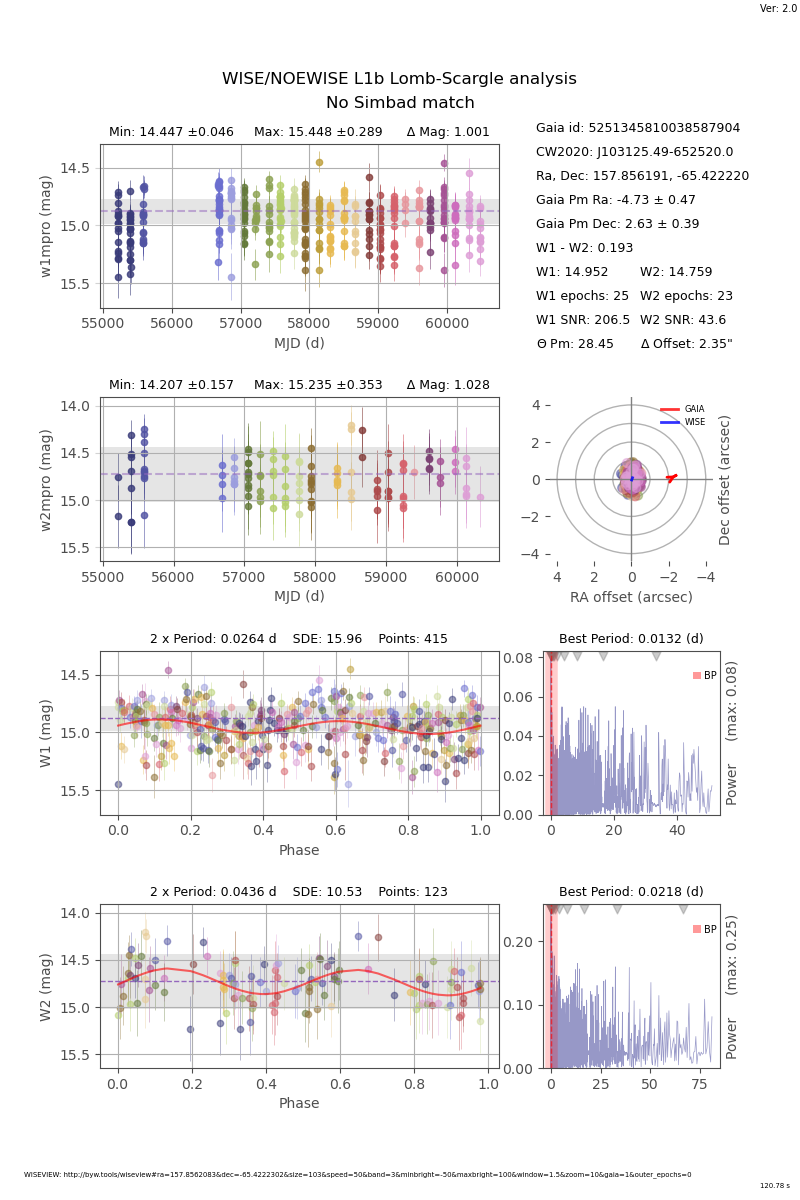 Ver: 2.0
WISE/NOEWISE L1b Lomb-Scargle analysis
No Simbad match
Min: 14.447 ±0.046 Max: 15.448 ±0.289 Δ Mag: 1.001
14.5
15.0
15.5
w1mpro (mag)
55000 56000 57000 58000 59000 60000
MJD (d)
Gaia id: 5251345810038587904
CW2020: J103125.49-652520.0
Ra, Dec: 157.856191, -65.422220
Gaia Pm Ra: -4.73 ± 0.47
Gaia Pm Dec: 2.63 ± 0.39
W1 - W2: 0.193
W1: 14.952 W2: 14.759
W1 epochs: 25 W2 epochs: 23
W1 SNR: 206.5 W2 SNR: 43.6
Θ Pm: 28.45 Δ Offset: 2.35"
Min: 14.207 ±0.157 Max: 15.235 ±0.353 Δ Mag: 1.028
14.0
14.5
15.0
15.5
w2mpro (mag)
55000 56000 57000 58000 59000 60000
MJD (d)
GAIA
WISE
4
2
0
−2
−4
4 2 0 −2 −4
RA offset (arcsec)
Dec offset (arcsec)
2 x Period: 0.0264 d SDE: 15.96 Points: 415
14.5
15.0
15.5
W1 (mag)
0.0 0.2 0.4 0.6 0.8 1.0
Phase
Best Period: 0.0132 (d)
BP
0.08
0.06
0.04
0.02
0.00
0 20 40
Power (max: 0.08)
2 x Period: 0.0436 d SDE: 10.53 Points: 123
14.0
14.5
15.0
15.5
W2 (mag)
0.0 0.2 0.4 0.6 0.8 1.0
Phase
Best Period: 0.0218 (d)
BP
0.20
0.10
0.00
0 25 50 75
Power (max: 0.25)
WISEVIEW: http://byw.tools/wiseview#ra=157.8562083&dec=-65.4222302&size=103&speed=50&band=3&minbright=-50&maxbright=100&window=1.5&zoom=10&gaia=1&outer_epochs=0
120.78 s